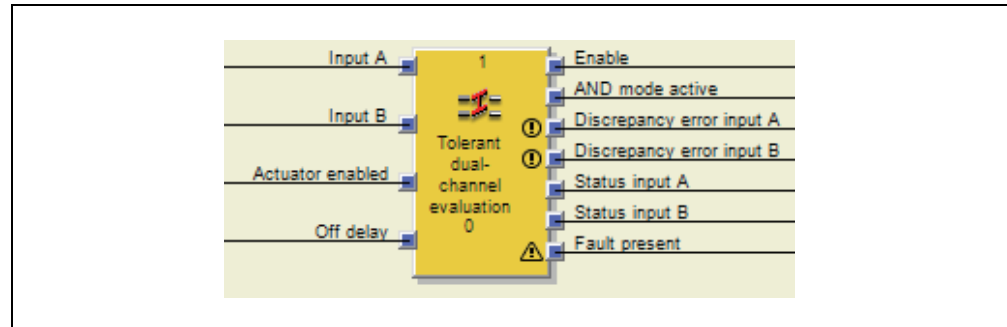 Input A
Input B
Actuator enabled
Off delay
1
Tolerant
dual-
channel
evaluation
0
Enable
AND mode active
Discrepancy error input A
Discrepancy error input B
Status input A
Status input B
Fault present